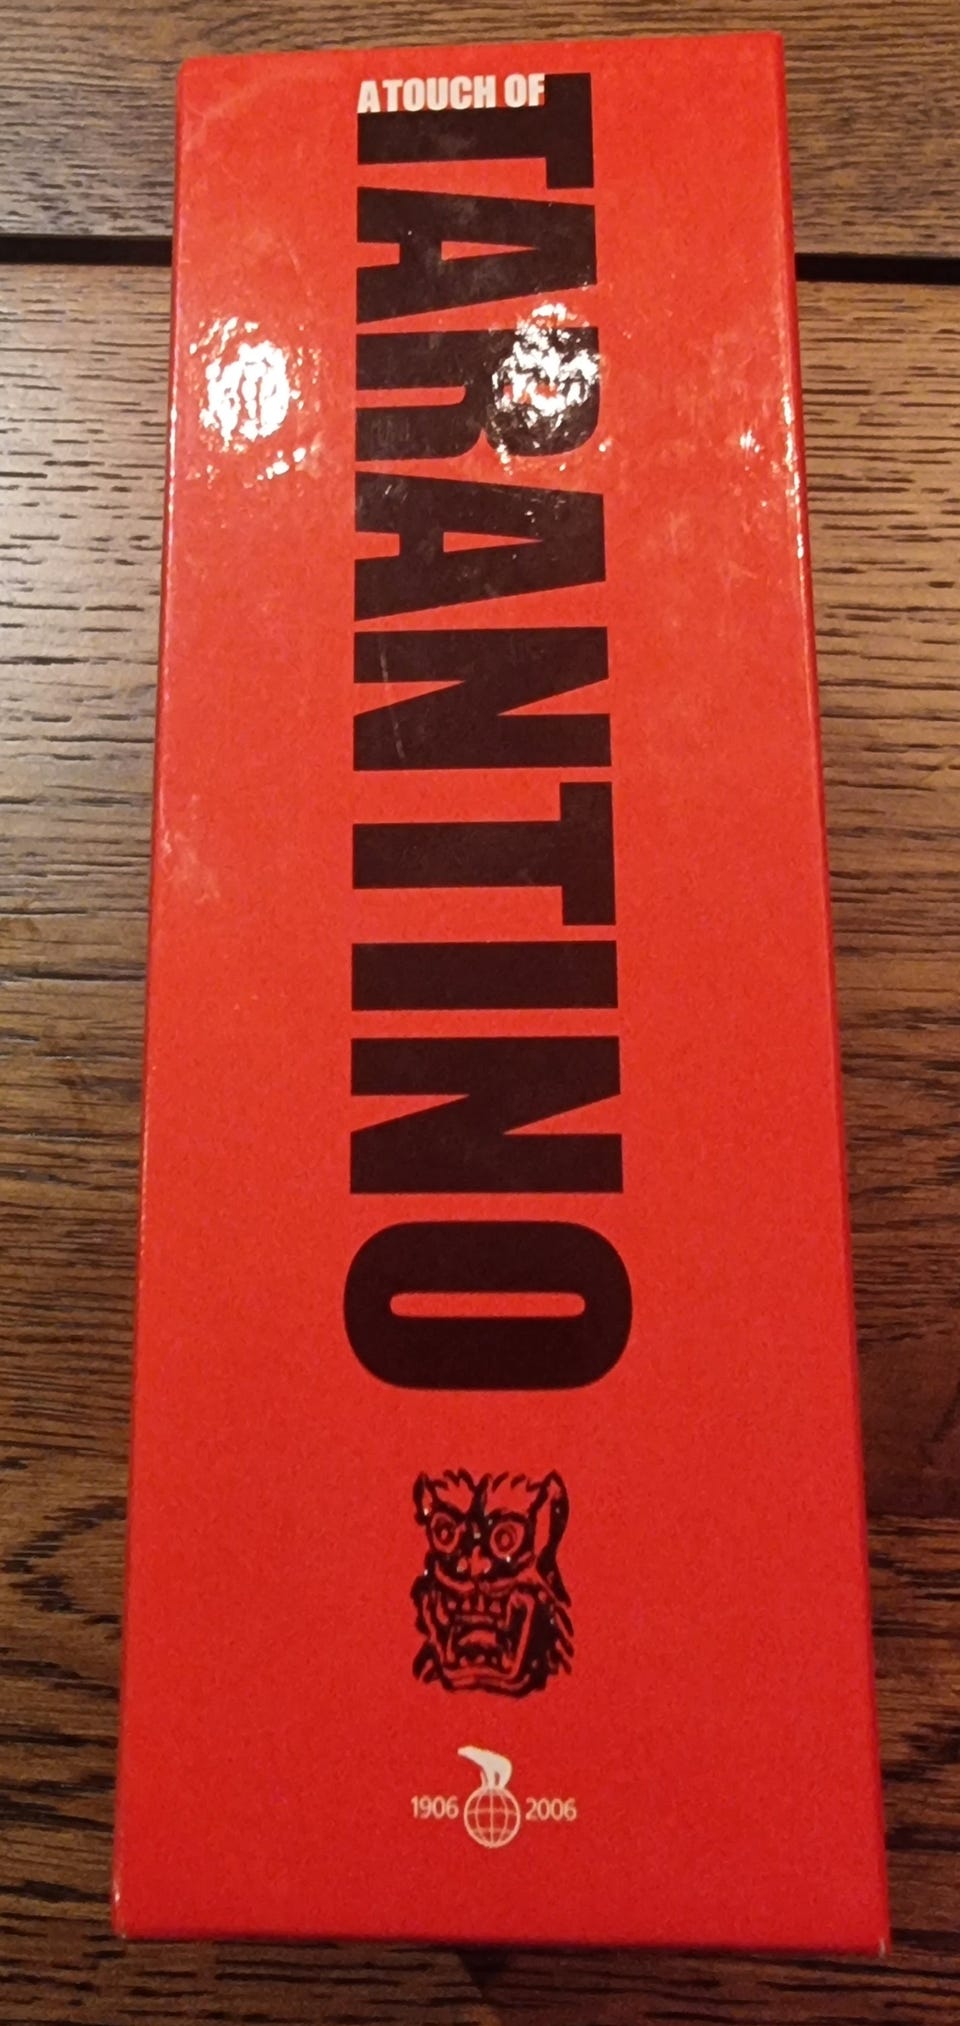 A TOUCH OF
TARANTINO
1906 2006